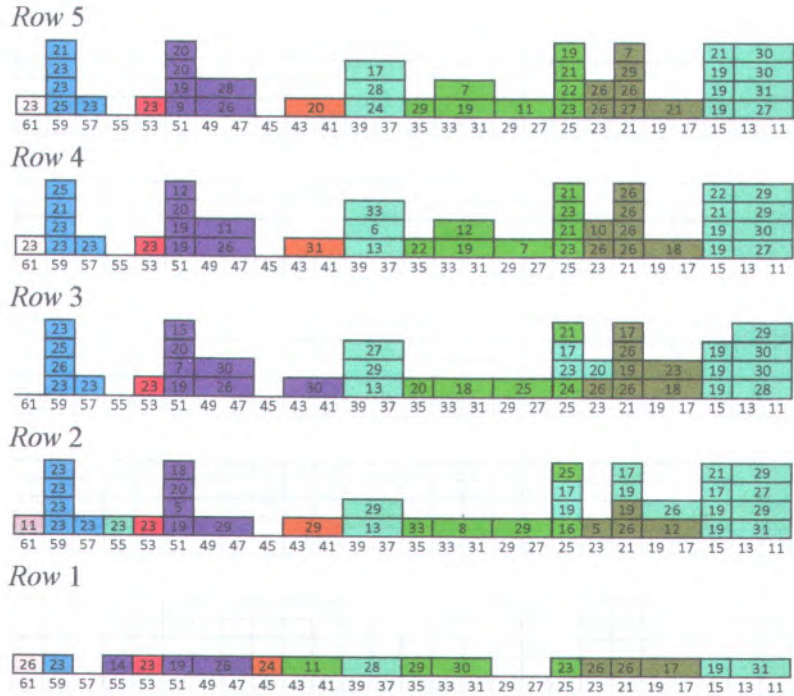 Row 5
21 20 19 7 21 30
23 20 17 21 29 19 30
23 19 28 28 7 22 26 26 19 31
23 25 23 23 9 26 20 24 29 19 11 23 26 27 21 19 27
61 59 57 55 53 51 49 47 45 43 41 39 37 35 33 31 29 27 25 23 21 19 17 15 13 11
Row 4
25 12 21 26 22 29
21 20 33 23 26 21 29
23 19 11 6 12 21 10 26 19 30
23 23 23 19 26 31 13 22 19 7 23 26 26 18 19 27
61 59 57 55 53 51 49 47 45 43 41 39 37 35 33 31 29 27 25 23 21 19 17 15 13 11
Row 3
23 15 21 17 29
25 20 27 17 26 19 30
26 7 30 29 23 20 19 23 19 30
23 23 23 19 26 30 13 20 18 25 24 26 26 18 19 28
61 59 57 55 53 51 49 47 45 43 41 39 37 35 33 31 29 27 25 23 21 19 17 15 13 11
Row 2
23 18 25 17 21 29
23 20 17 19 17 27
23 5 29 19 19 26 19 29
11 23 23 23 23 19 29 29 13 33 8 29 16 5 26 12 19 31
61 59 57 55 53 51 49 47 45 43 41 39 37 35 33 31 29 27 25 23 21 19 17 15 13 11
Row 1
26 23 14 23 19 24 11 28 29 30 23 26 26 17 19 31
61 59 57 55 53 51 49 47 45 43 41 39 37 35 33 31 29 27 25 23 21 19 17 15 13 11